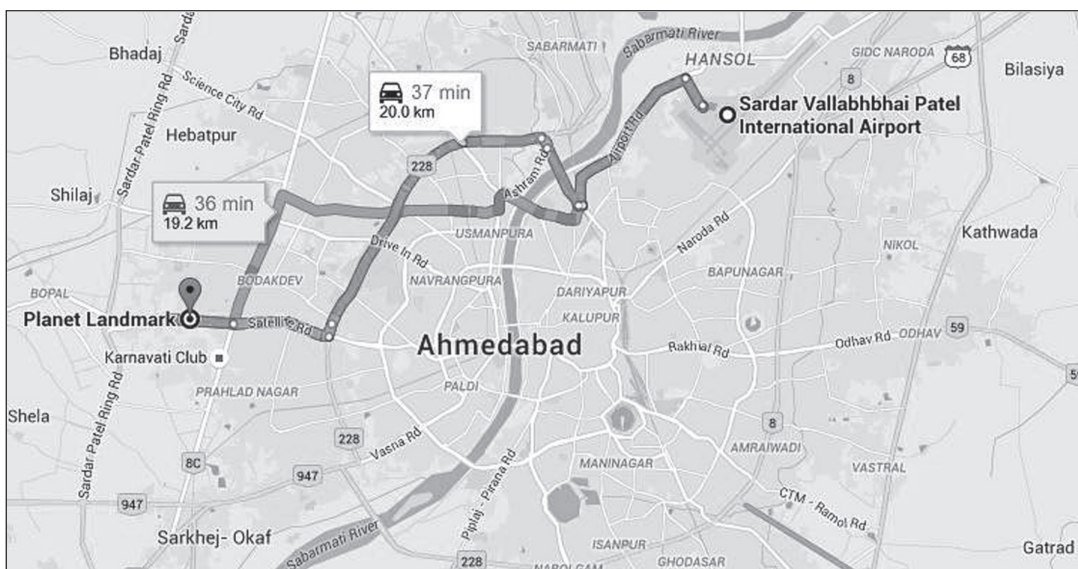 Bhadaj
Sardar Patel Ring Rd
Science City Rd
SABARMATI
Sabarmati River
HANSOL
GIDC NARODA
68
8
Bilasiya
37 min
20.0 km
Sardar Vallabhbhai Patel
International Airport
Hebatpur
Airport Rd
228
Ashram Rd
Shilaj
36 min
19.2 km
USMANPURA
Naroda Rd
NIKOL
Kathwada
Drive In Rd
BODAKDEV
NAVRANGPURA
BAPUNAGAR
BOPAL
DARIYAPUR
KALUPUR
Planet Landmark
Satellite Rd
ODHAV
59
Ahmedabad
Rakhial Rd
Odhav Rd
Karnavati Club
59
PRAHLAD NAGAR
PALDI
Shela
Sardar Patel Ring Rd
8
228
Vasna Rd
AMRAIWADI
8C
MANINAGAR
VASTRAL
947
947
Piplaj - Pirana Rd
CTM - Ramol Rd
Sarkhej- Okaf
ISANPUR
Gatrad
Sabarmati River
228
GHODASAR